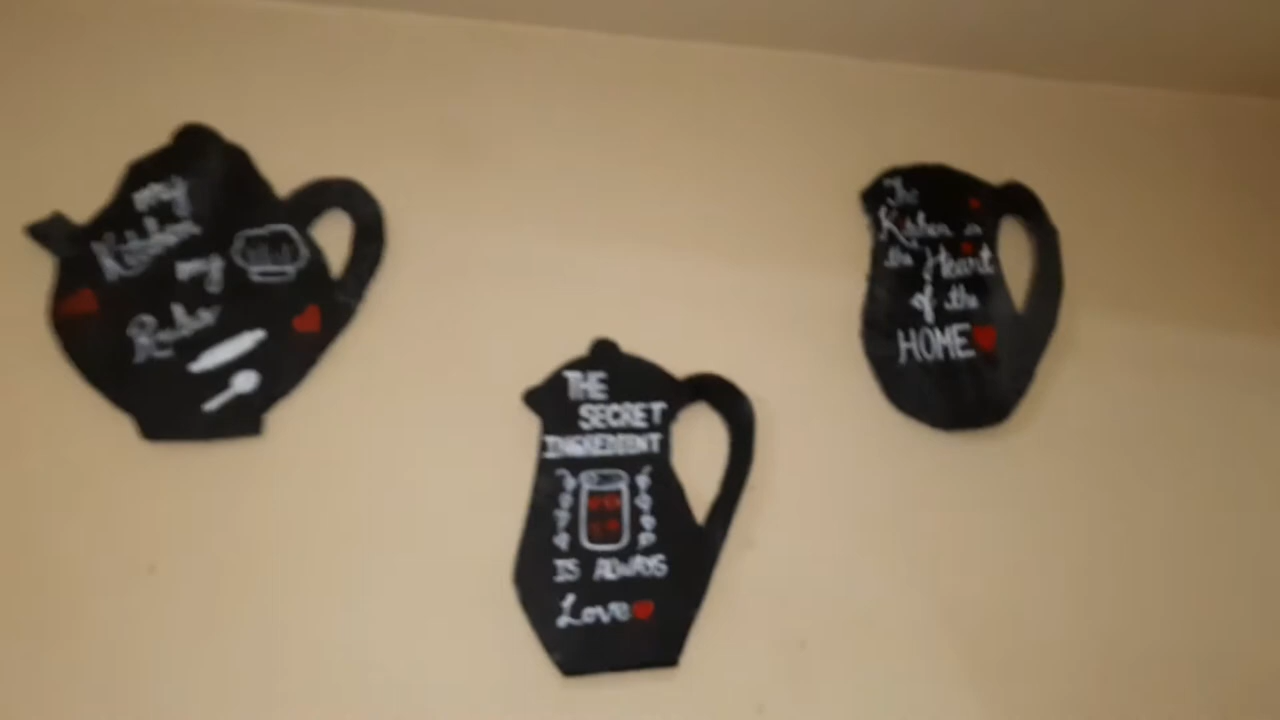 my
Kitchen
my
Rules
THE
SECRET
INGREDIENT
IS ALWAYS
Love
The
Kitchen is
the Heart
of the
HOME